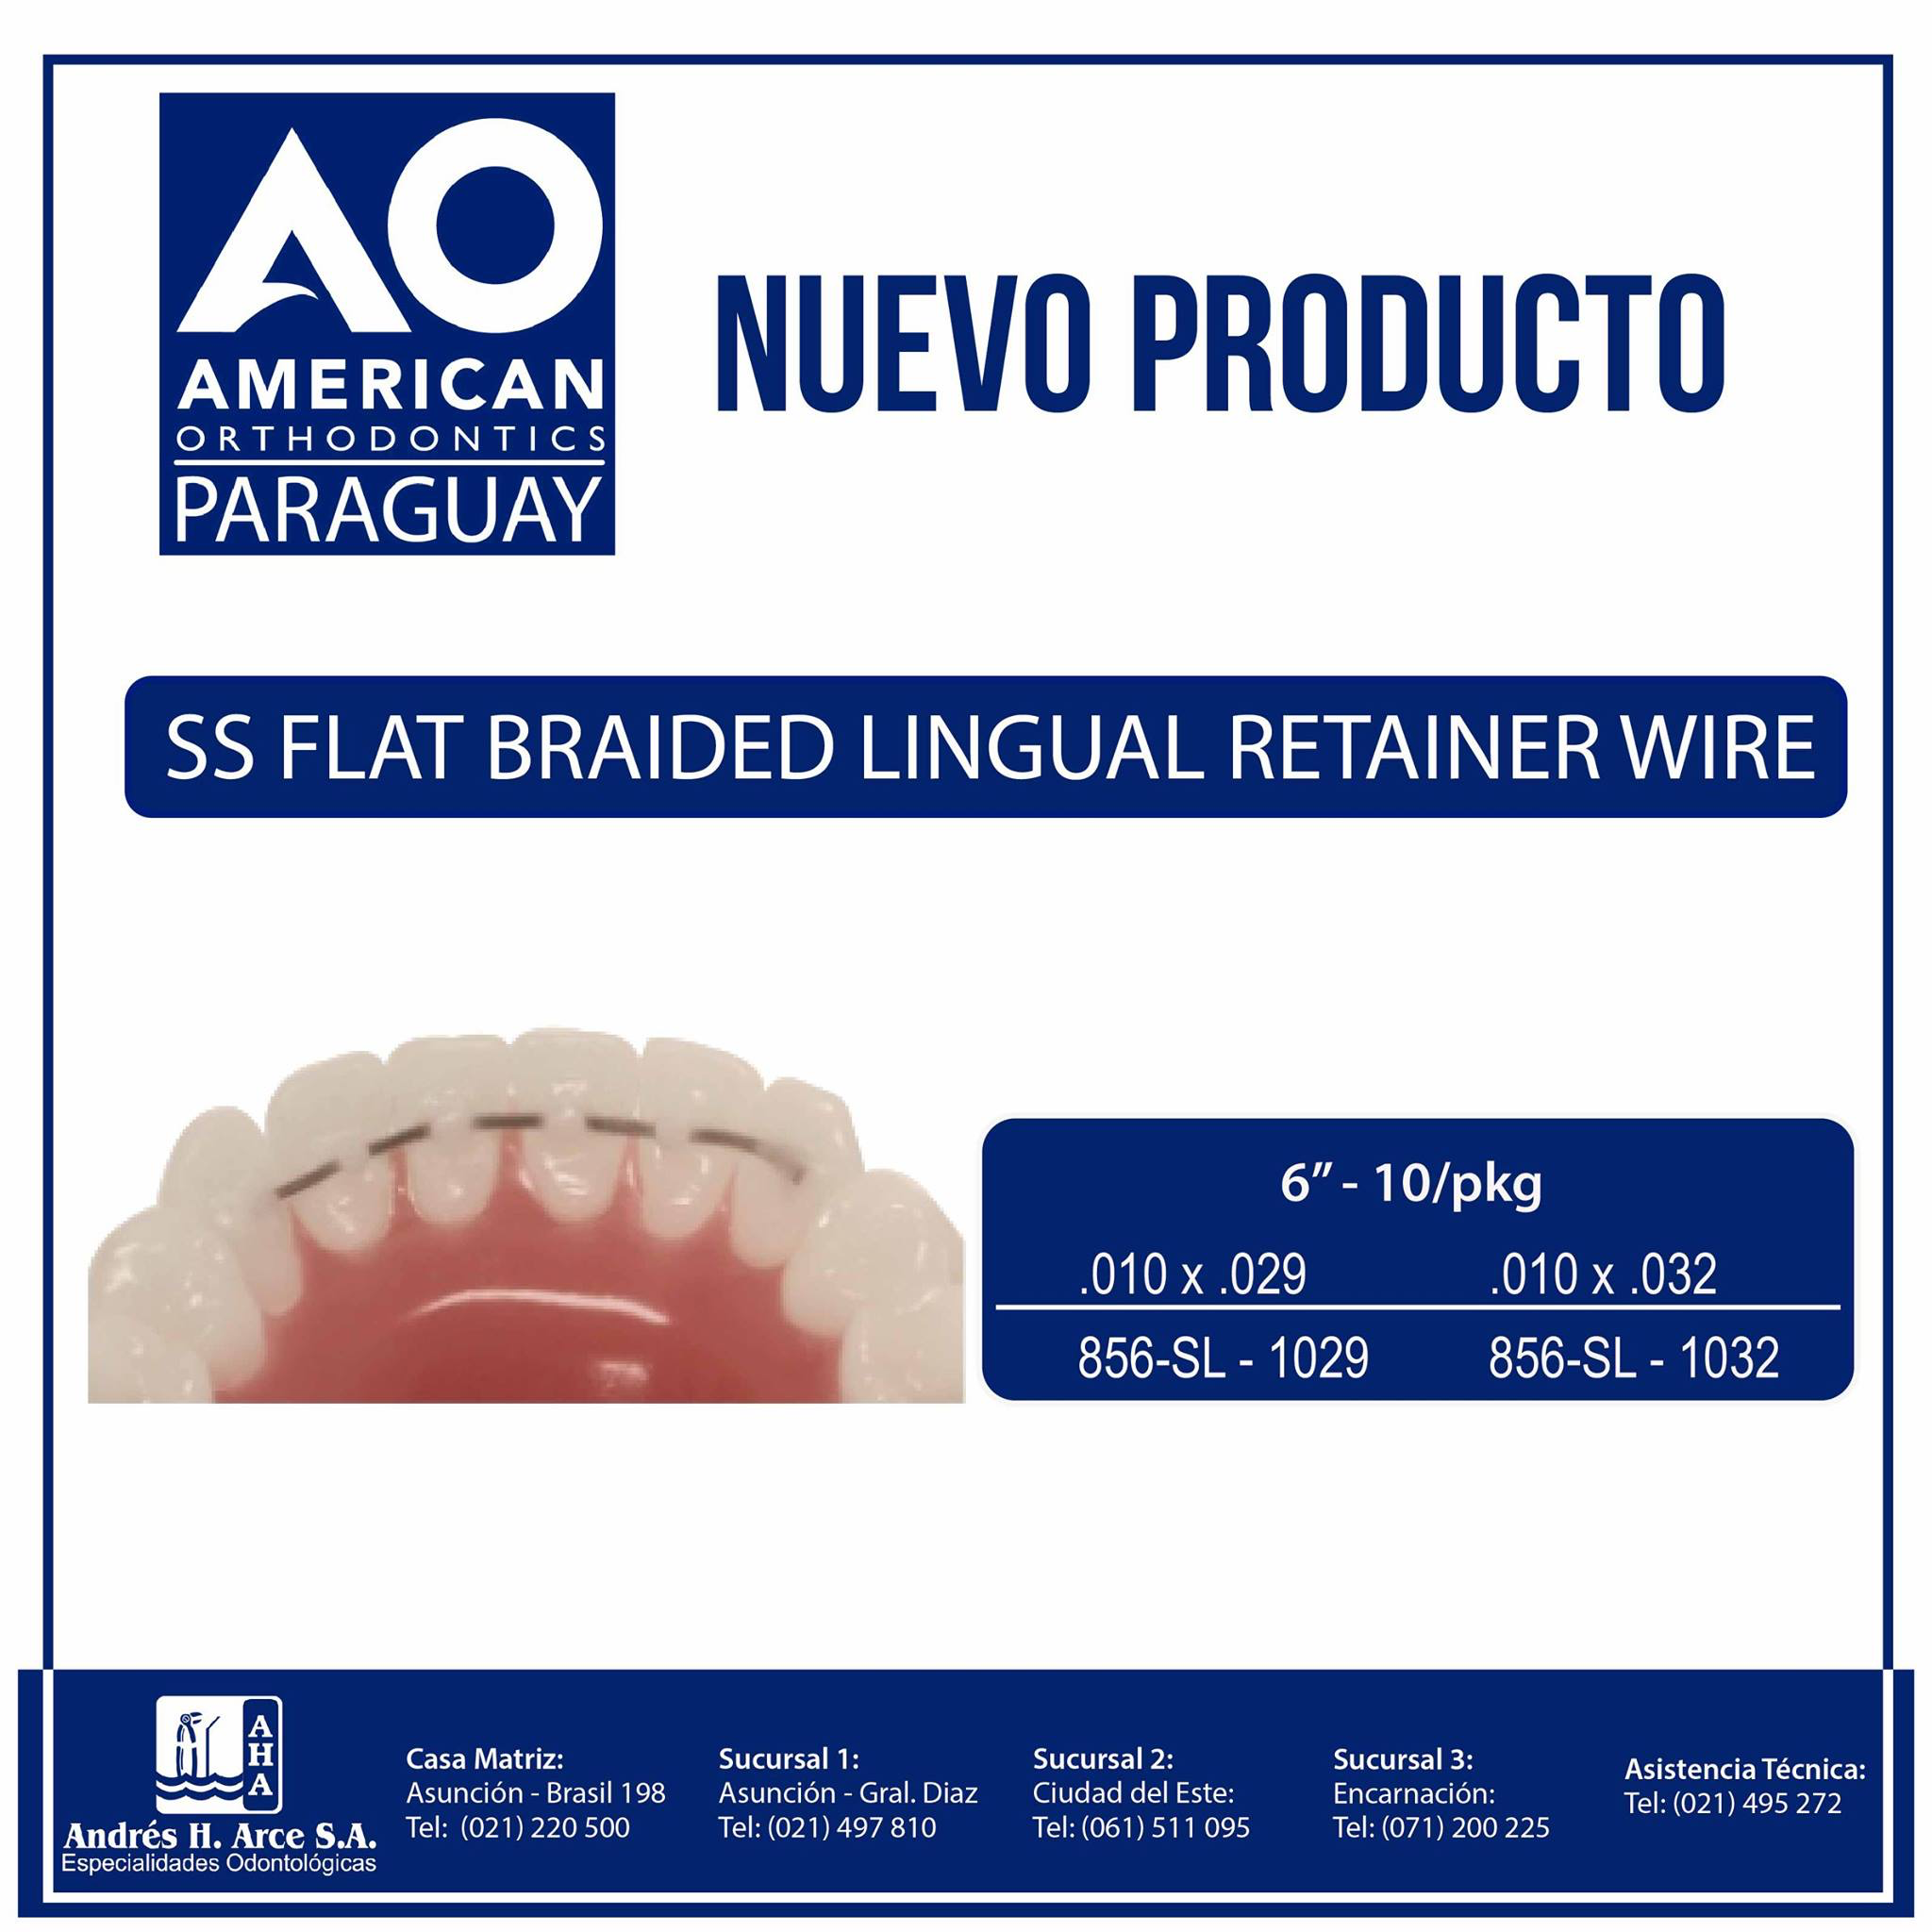 AO
AMERICAN
ORTHODONTICS
PARAGUAY
NUEVO PRODUCTO
SS FLAT BRAIDED LINGUAL RETAINER WIRE
6” - 10/pkg
.010 x .029 .010 x .032
856-SL - 1029 856-SL - 1032
AHA
Andrés H. Arce S.A.
Especialidades Odontológicas
Casa Matriz:
Asunción - Brasil 198
Tel: (021) 220 500
Sucursal 1:
Asunción - Gral. Diaz
Tel: (021) 497 810
Sucursal 2:
Ciudad del Este:
Tel: (061) 511 095
Sucursal 3:
Encarnación:
Tel: (071) 200 225
Asistencia Técnica:
Tel: (021) 495 272